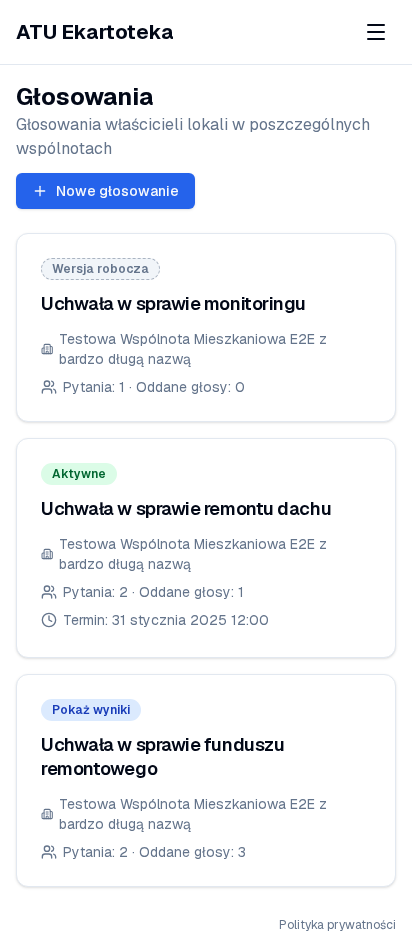 ATU Ekartoteka
Głosowania
Głosowania właścicieli lokali w poszczególnych
wspólnotach
Nowe głosowanie
Wersja robocza
Uchwała w sprawie monitoringu
Testowa Wspólnota Mieszkaniowa E2E z
bardzo długą nazwą
Pytania: 1 · Oddane głosy: 0
Aktywne
Uchwała w sprawie remontu dachu
Testowa Wspólnota Mieszkaniowa E2E z
bardzo długą nazwą
Pytania: 2 · Oddane głosy: 1
Termin: 31 stycznia 2025 12:00
Pokaż wyniki
Uchwała w sprawie funduszu
remontowego
Testowa Wspólnota Mieszkaniowa E2E z
bardzo długą nazwą
Pytania: 2 · Oddane głosy: 3
Polityka prywatności